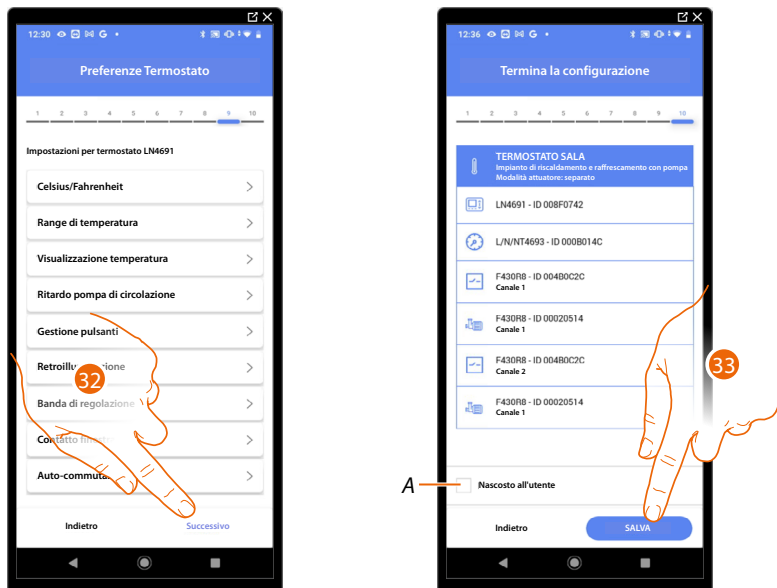 12:30 G
Preferenze Termostato
1 2 3 4 5 6 7 8 9 10
Impostazioni per termostato LN4691
Celsius/Fahrenheit
Range di temperatura
Visualizzazione temperatura
Ritardo pompa di circolazione
Gestione pulsanti
32
Banda di regolazione
Indietro
Successivo
12:36 G
Termina la configurazione
1 2 3 4 5 6 7 8 9 10
TERMOSTATO SALA
Impianto di riscaldamento e raffrescamento con pompa
Modalità attuatore: separato
LN4691 - ID 008F0742
L/N/NT4693 - ID 000B014C
F430R8 - ID 004B0C2C
Canale 1
F430R8 - ID 00020514
Canale 1
F430R8 - ID 004B0C2C
Canale 2
F430R8 - ID 00020514
Canale 1
33
A
Nascosto all'utente
Indietro
SALVA